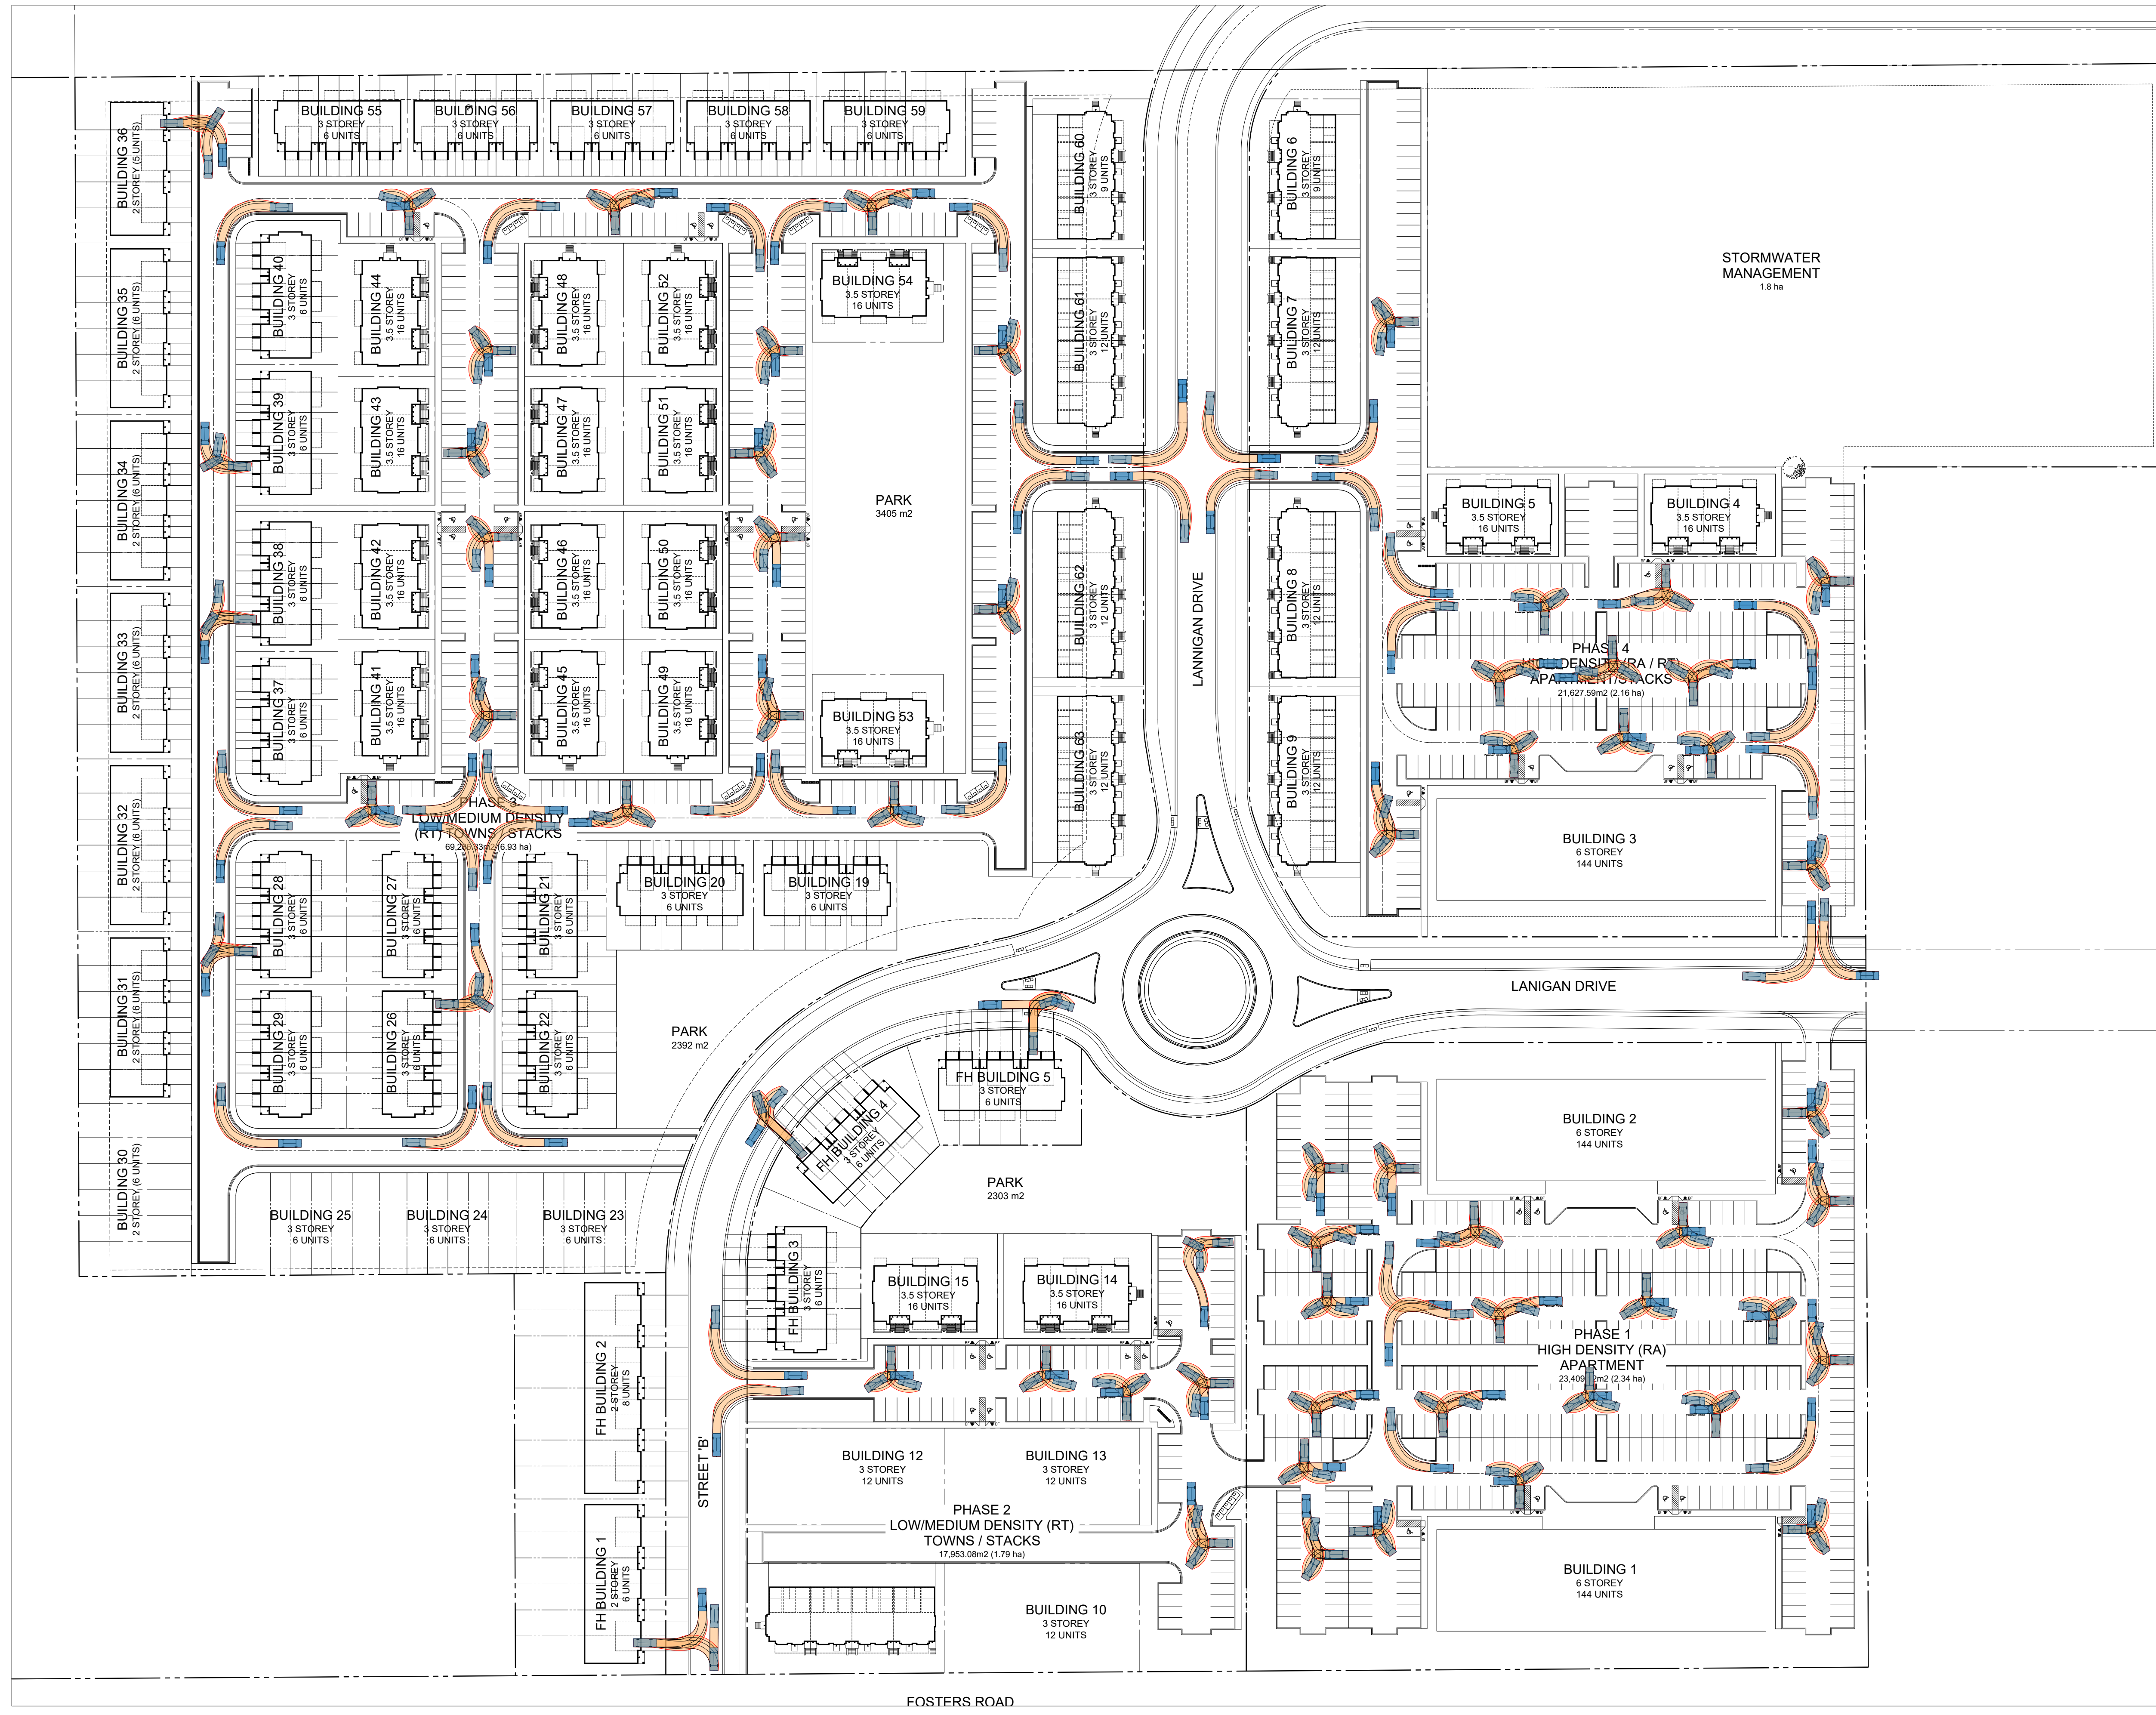 BUILDING 55
3 STOREY
6 UNITS
BUILDING 56
3 STOREY
6 UNITS
BUILDING 57
3 STOREY
6 UNITS
BUILDING 58
3 STOREY
6 UNITS
BUILDING 59
3 STOREY
6 UNITS
BUILDING 36
2 STOREY (5 UNITS)
BUILDING 35
2 STOREY (6 UNITS)
BUILDING 34
2 STOREY (6 UNITS)
BUILDING 33
2 STOREY (6 UNITS)
BUILDING 32
2 STOREY (6 UNITS)
BUILDING 31
2 STOREY (6 UNITS)
BUILDING 30
2 STOREY (6 UNITS)
BUILDING 40
3 STOREY
6 UNITS
BUILDING 39
3 STOREY
6 UNITS
BUILDING 38
3 STOREY
6 UNITS
BUILDING 37
3 STOREY
6 UNITS
BUILDING 44
3.5 STOREY
16 UNITS
BUILDING 43
3.5 STOREY
16 UNITS
BUILDING 42
3.5 STOREY
16 UNITS
BUILDING 41
3.5 STOREY
16 UNITS
BUILDING 48
3.5 STOREY
16 UNITS
BUILDING 47
3.5 STOREY
16 UNITS
BUILDING 46
3.5 STOREY
16 UNITS
BUILDING 45
3.5 STOREY
16 UNITS
BUILDING 52
3.5 STOREY
16 UNITS
BUILDING 51
3.5 STOREY
16 UNITS
BUILDING 50
3.5 STOREY
16 UNITS
BUILDING 49
3.5 STOREY
16 UNITS
BUILDING 54
3.5 STOREY
16 UNITS
PARK
3405 m2
BUILDING 53
3.5 STOREY
16 UNITS
BUILDING 60
3 STOREY
9 UNITS
BUILDING 61
3 STOREY
12 UNITS
BUILDING 62
3 STOREY
12 UNITS
BUILDING 63
3 STOREY
12 UNITS
LANNIGAN DRIVE
BUILDING 6
3 STOREY
9 UNITS
BUILDING 7
3 STOREY
12 UNITS
BUILDING 8
3 STOREY
12 UNITS
BUILDING 9
3 STOREY
12 UNITS
STORMWATER
MANAGEMENT
1.8 ha
BUILDING 5
3.5 STOREY
16 UNITS
BUILDING 4
3.5 STOREY
16 UNITS
PHASE 4
HIGH DENSITY (RA / RT)
APARTMENT/STACKS
21,627.59m2 (2.16 ha)
BUILDING 3
6 STOREY
144 UNITS
PHASE 3
LOW/MEDIUM DENSITY
(RT) TOWNS / STACKS
(6.93 ha)
BUILDING 28
3 STOREY
6 UNITS
BUILDING 27
3 STOREY
6 UNITS
BUILDING 21
3 STOREY
6 UNITS
BUILDING 20
3 STOREY
6 UNITS
BUILDING 19
3 STOREY
6 UNITS
BUILDING 29
3 STOREY
6 UNITS
BUILDING 26
3 STOREY
6 UNITS
BUILDING 22
3 STOREY
6 UNITS
PARK
2392 m2
LANIGAN DRIVE
FH BUILDING 5
3 STOREY
6 UNITS
FH BUILDING 4
3 STOREY
6 UNITS
BUILDING 25
3 STOREY
6 UNITS
BUILDING 24
3 STOREY
6 UNITS
BUILDING 23
3 STOREY
6 UNITS
PARK
2303 m2
BUILDING 2
6 STOREY
144 UNITS
FH BUILDING 3
3 STOREY
6 UNITS
BUILDING 15
3.5 STOREY
16 UNITS
BUILDING 14
3.5 STOREY
16 UNITS
FH BUILDING 2
2 STOREY
8 UNITS
FH BUILDING 1
2 STOREY
6 UNITS
STREET 'B'
PHASE 1
HIGH DENSITY (RA)
APARTMENT
(2.34 ha)
BUILDING 12
3 STOREY
12 UNITS
BUILDING 13
3 STOREY
12 UNITS
PHASE 2
LOW/MEDIUM DENSITY (RT)
TOWNS / STACKS
17,953.08m2 (1.79 ha)
BUILDING 10
3 STOREY
12 UNITS
BUILDING 1
6 STOREY
144 UNITS
FOSTERS ROAD